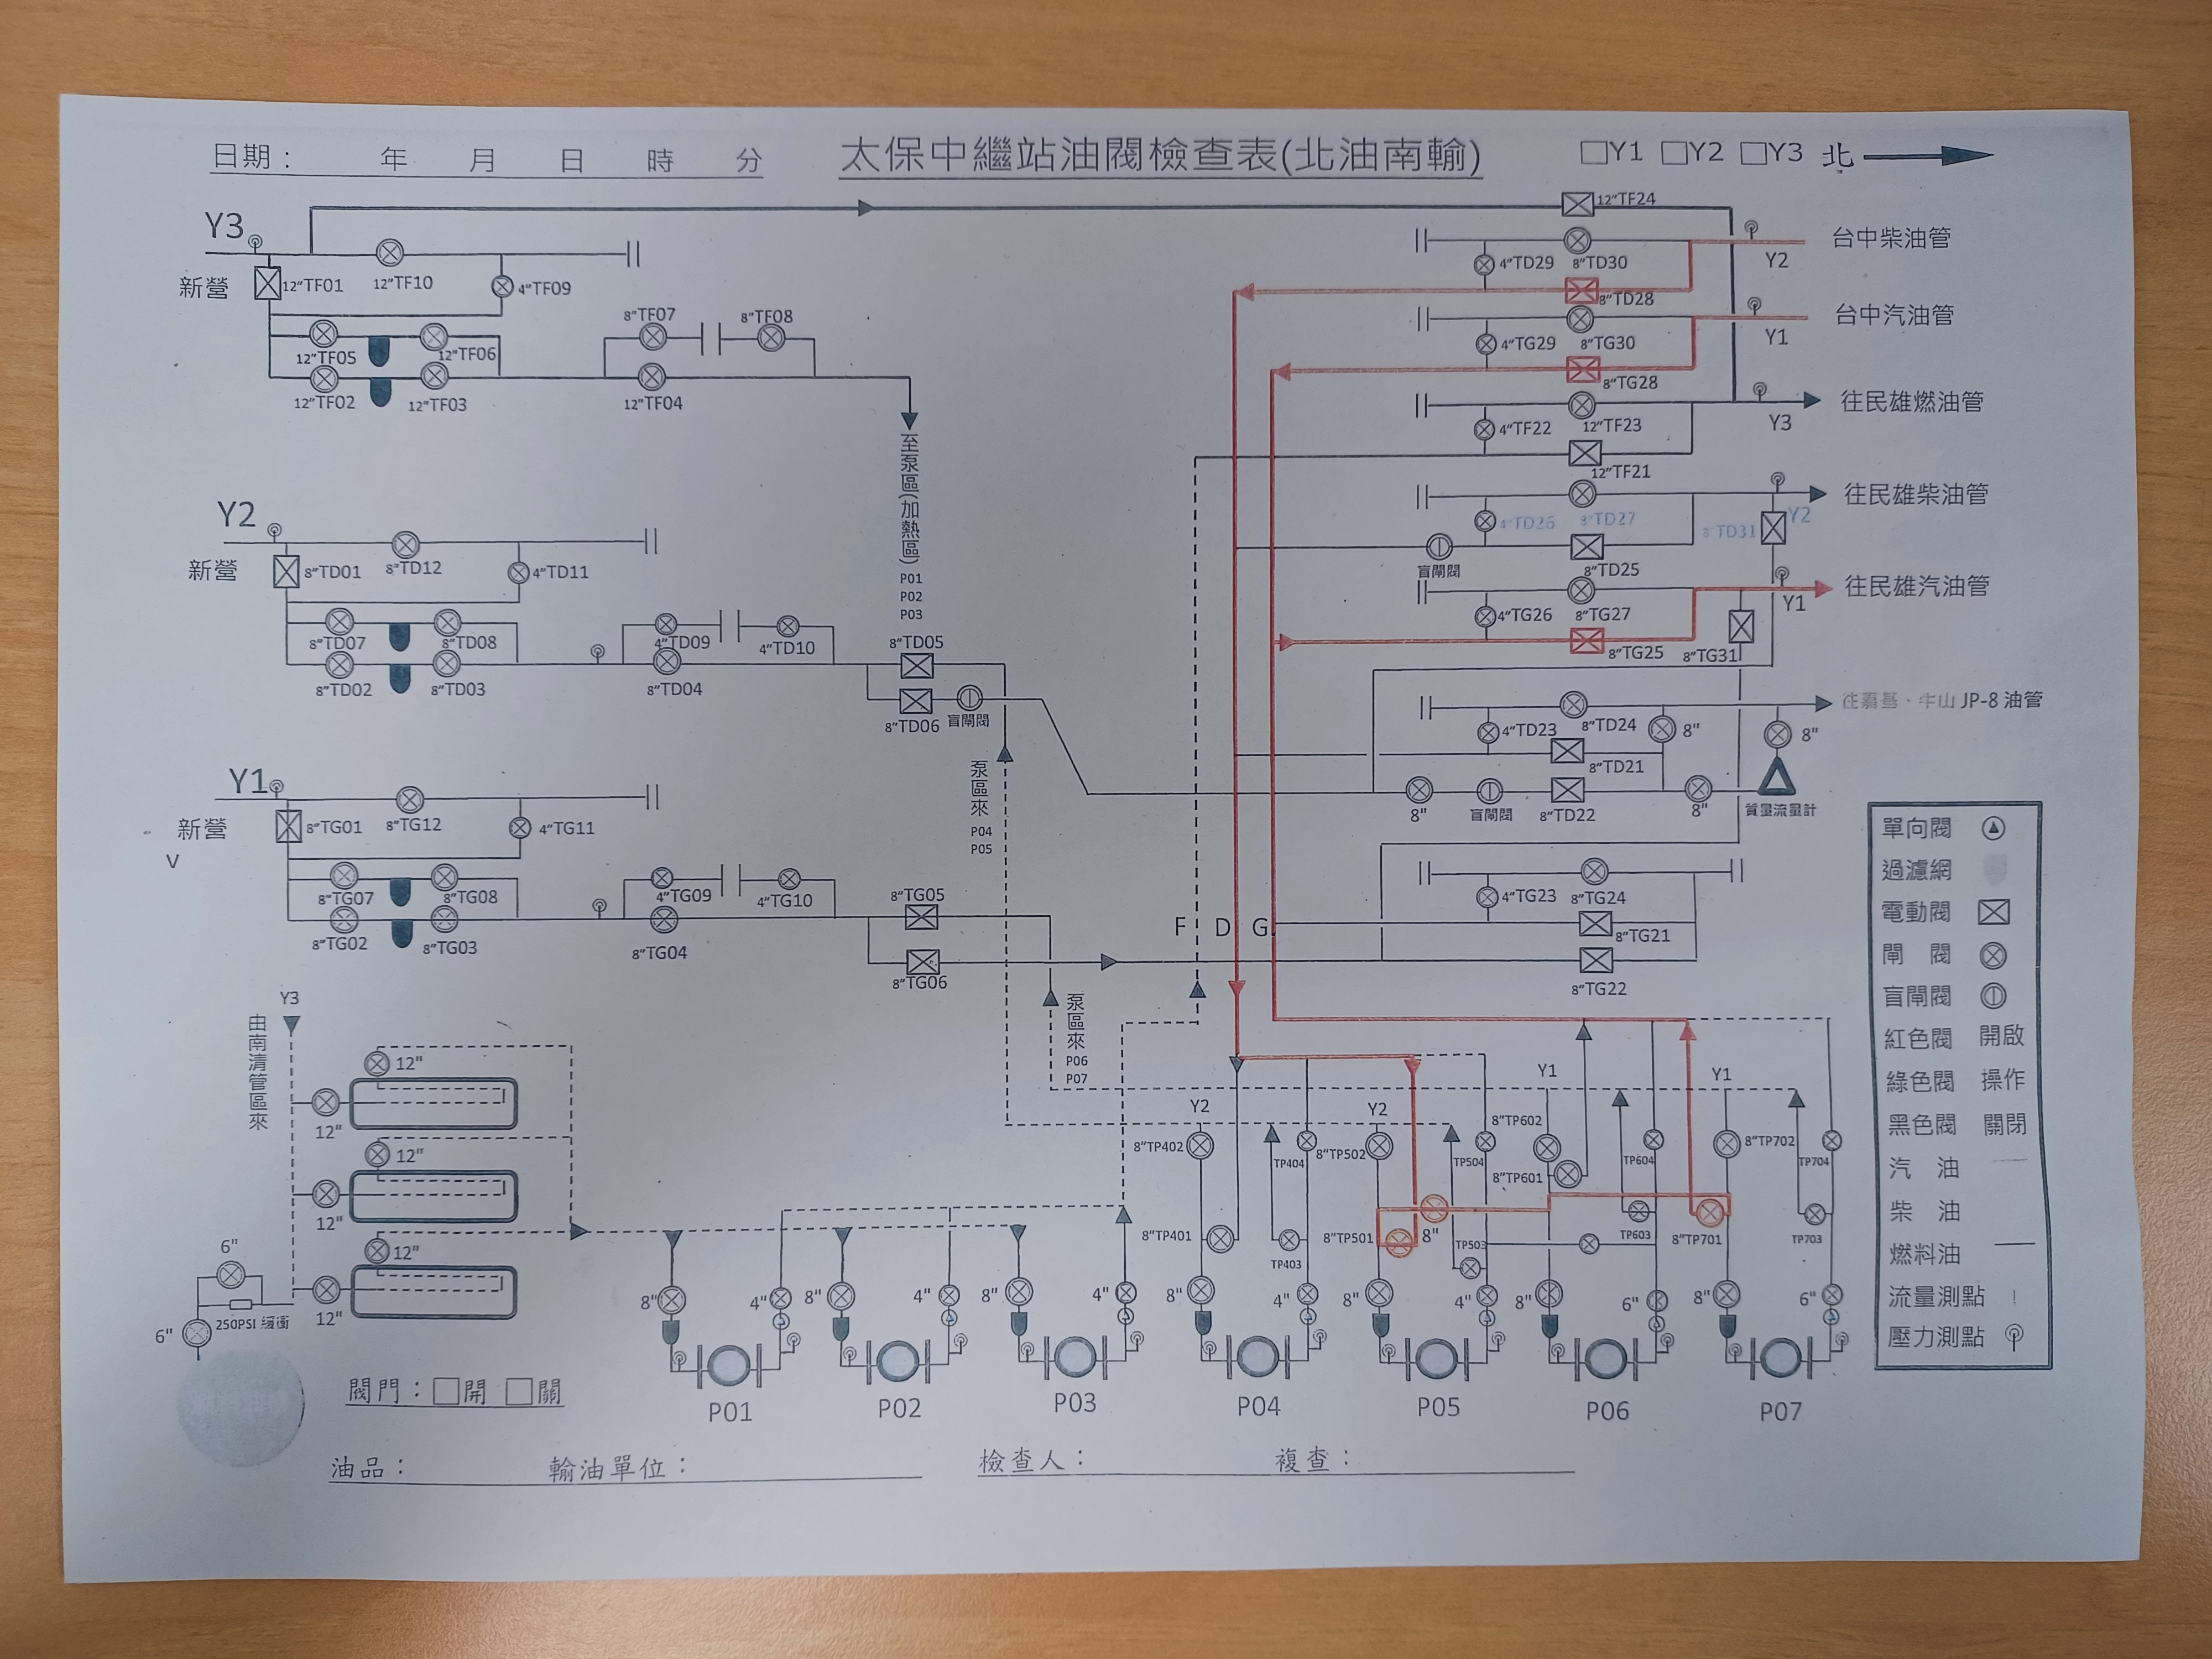 太保中繼站油閥檢查表(北油南輸)
日期： 年 月 日 時 分
□Y1 □Y2 □Y3 北
Y3
新營
12"TF01
12"TF10
4"TF09
12"TF05
12"TF06
12"TF02
12"TF03
8"TF07
8"TF08
12"TF04
至泵區(加熱區)
P01
P02
P03
Y2
新營
8"TD01
8"TD12
4"TD11
8"TD07
8"TD08
8"TD02
8"TD03
4"TD09
4"TD10
8"TD04
8"TD05
8"TD06
盲閘閥
泵區來
P04
P05
Y1
新營
V
8"TG01
8"TG12
4"TG11
8"TG07
8"TG08
8"TG02
8"TG03
4"TG09
4"TG10
8"TG04
8"TG05
8"TG06
泵區來
P06
P07
F
D
G
12"TF24
4"TD29
8"TD30
8"TD28
Y2
台中柴油管
4"TG29
8"TG30
8"TG28
Y1
台中汽油管
4"TF22
12"TF23
12"TF21
Y3
往民雄燃油管
盲閘閥
4"TD26
8"TD27
8"TD25
8"TD31
Y2
往民雄柴油管
4"TG26
8"TG27
8"TG25
8"TG31
Y1
往民雄汽油管
4"TD23
8"TD24
8"TD21
8"
8"
盲閘閥
8"TD22
8"
8"
質量流量計
JP-8 油管
4"TG23
8"TG24
8"TG21
8"TG22
由南清管區來
Y3
6"
6"
250PSI 緩衝
12"
12"
12"
12"
12"
12"
閥門：□開 □關
8"
4"
P01
8"
4"
P02
8"
4"
P03
8"TP401
8"TP402
Y2
8"
4"
TP403
TP404
P04
8"TP501
8"TP502
Y2
8"
8"
4"
TP503
TP504
P05
8"TP601
8"TP602
Y1
8"
6"
TP603
TP604
P06
8"TP701
8"TP702
Y1
8"
6"
TP703
TP704
P07
單向閥
過濾網
電動閥
閘 閥
盲閘閥
紅色閥 開啟
綠色閥 操作
黑色閥 關閉
汽 油
柴 油
燃料油
流量測點
壓力測點
油品： 輸油單位： 檢查人： 複查：